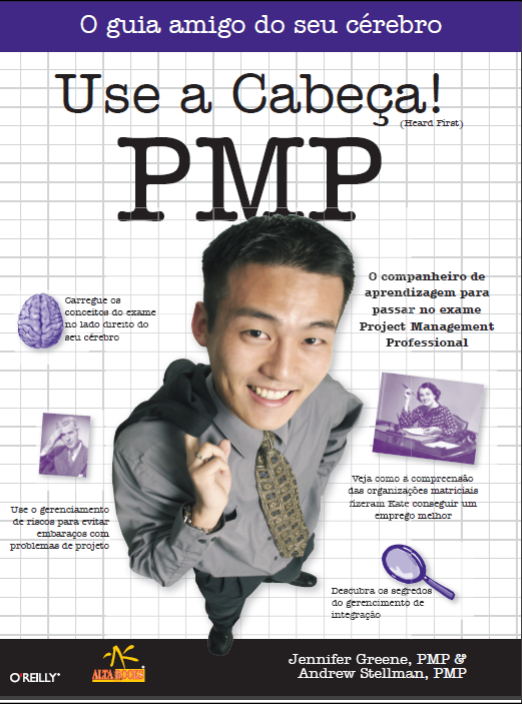 O guia amigo do seu cérebro
Use a Cabeça!
(Heard First)
PMP
O companheiro de
aprendizagem para
passar no exame
Project Management
Professional
Carregue os
conceitos do exame
no lado direito do
seu cérebro
Use o gerenciamento
de riscos para evitar
embaraços com
problemas de projeto
Veja como a compreensão
das organizações matriciais
fizeram Kate conseguir um
emprego melhor
Descubra os segredos
do gerencimento de
integração
O'REILLY®
ALTA BOOKS
Jennifer Greene, PMP &
Andrew Stellman, PMP